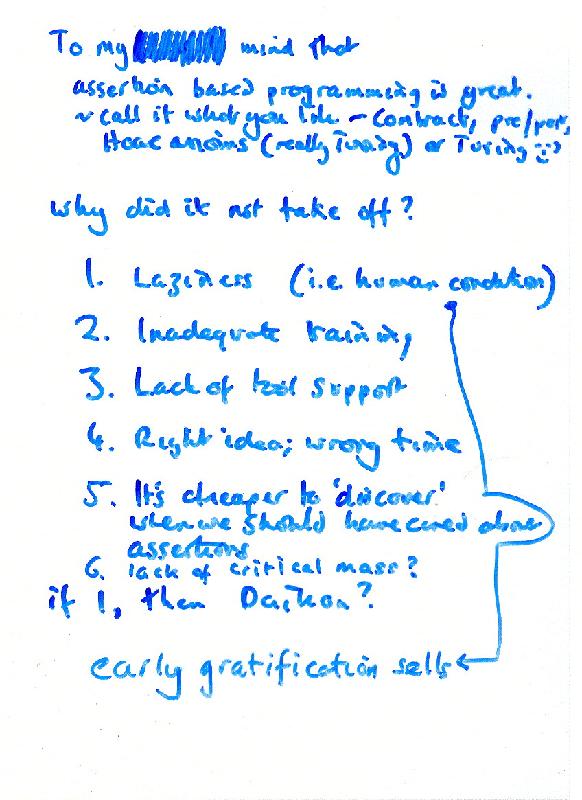 To my mind that
assertion based programming is great.
~ call it what you like - Contracts, pre/post,
Hoare axioms (really Turing) or Turing :)
why did it not take off?
1. Laziness (i.e. human condition)
2. Inadequate training
3. Lack of tool support
4. Right idea; wrong time
5. It's cheaper to 'discover'
when we should have cared about
assertions
6. lack of critical mass?
if 1, then Daikon?
early gratification sells